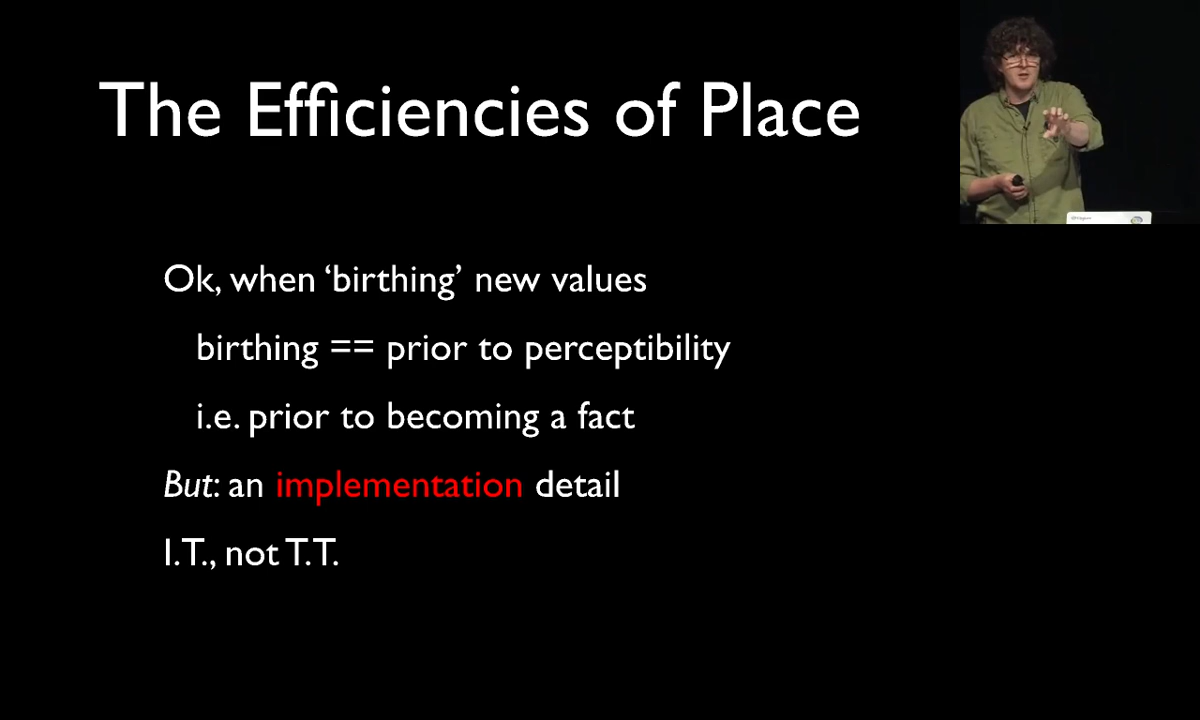 The Efficiencies of Place
Ok, when ‘birthing’ new values
birthing == prior to perceptibility
i.e. prior to becoming a fact
But: an implementation detail
I.T., not T.T.